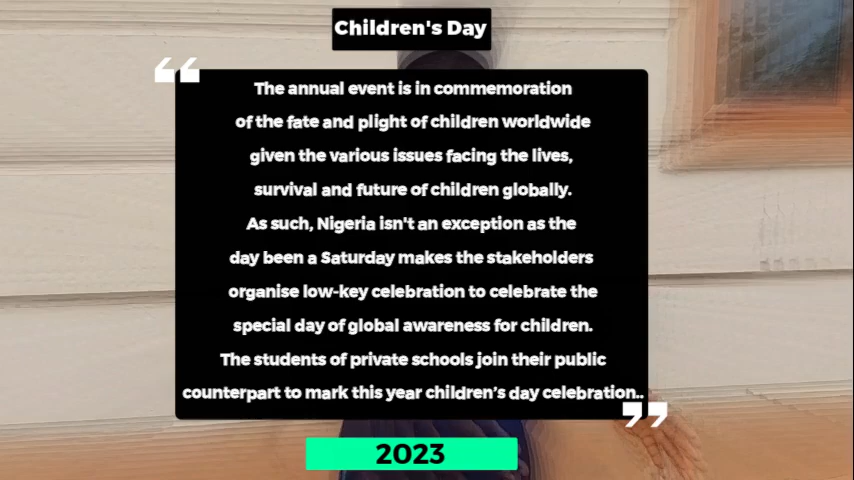 Children's Day
“
The annual event is in commemoration
of the fate and plight of children worldwide
given the various issues facing the lives,
survival and future of children globally.
As such, Nigeria isn't an exception as the
day been a Saturday makes the stakeholders
organise low-key celebration to celebrate the
special day of global awareness for children.
The students of private schools join their public
counterpart to mark this year children’s day celebration..
”
2023